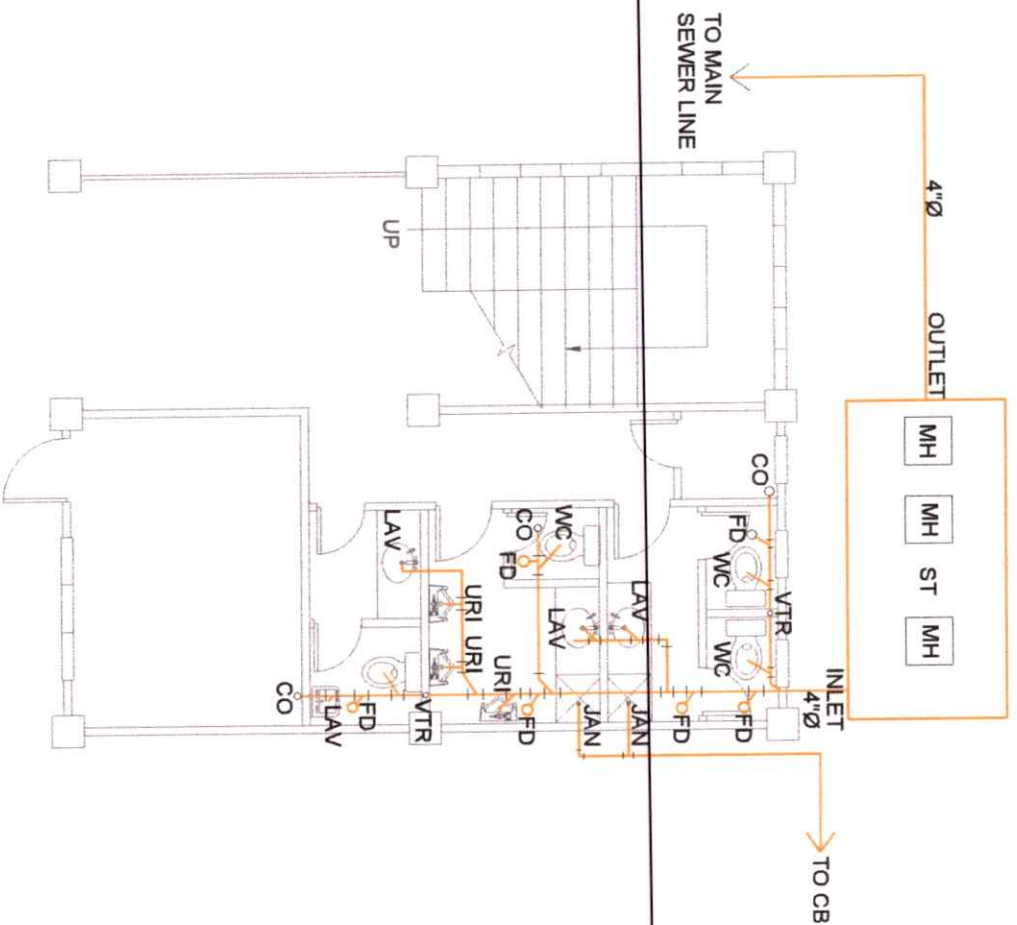 TO MAIN
SEWER LINE
4"Ø
OUTLET
MH
MH
ST
MH
INLET
4"Ø
TO CB
UP
CO
FD
WC
VTR
WC
FD
FD
CO
WC
FD
LAV
LAV
JAN
JAN
FD
LAV
URI
URI
URI
VTR
FD
LAV
CO